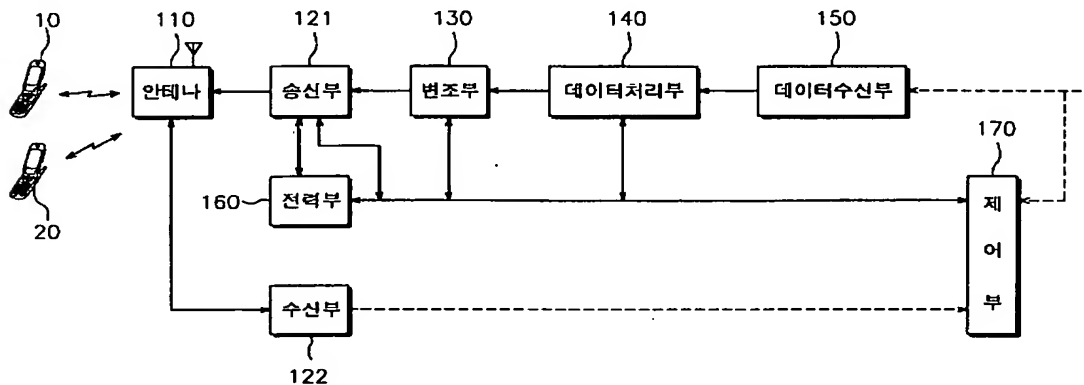 10
110
121
130
140
150
안테나
송신부
변조부
데이터처리부
데이터수신부
170
160
전력부
제어부
20
수신부
122